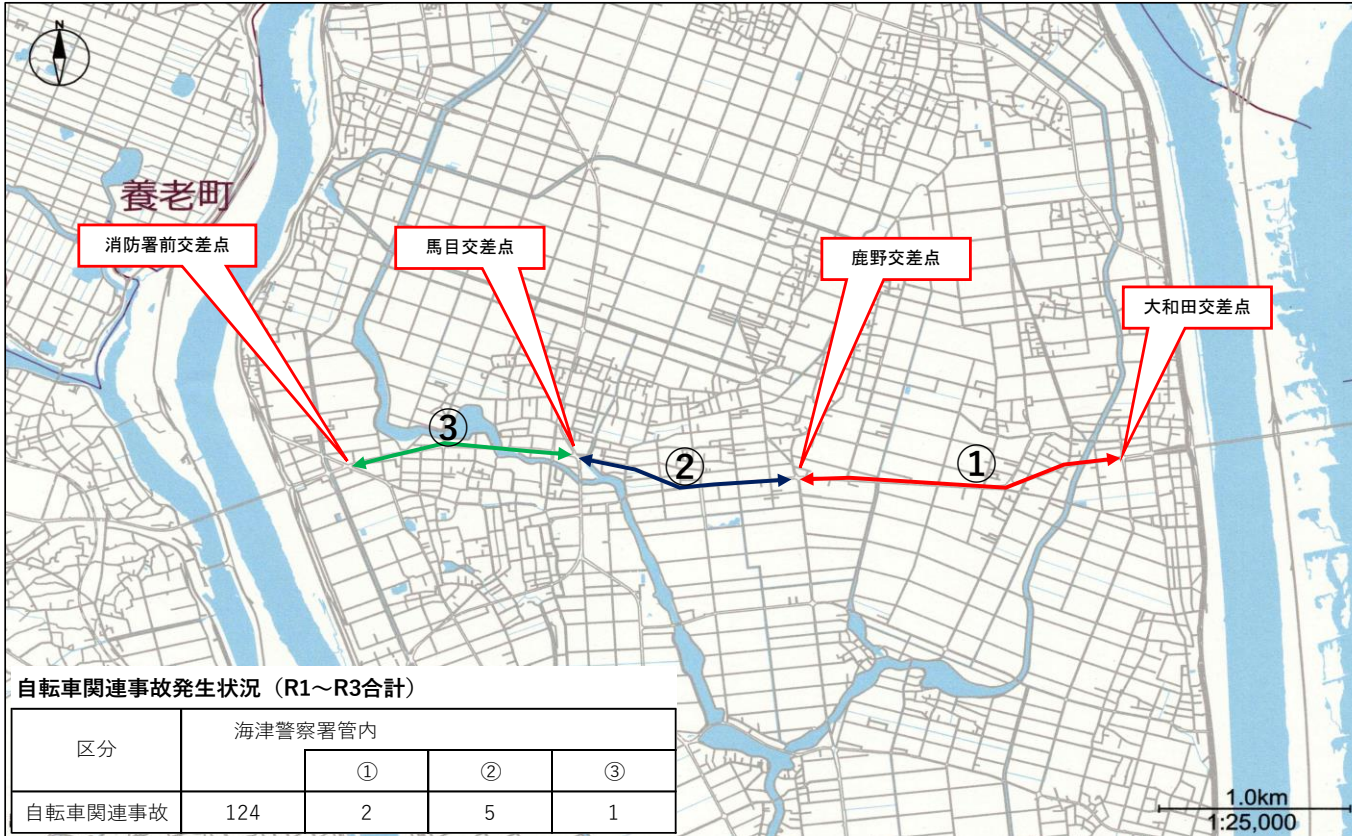 N
養老町
消防署前交差点
馬目交差点
鹿野交差点
大和田交差点
③
②
①
自転車関連事故発生状況（R1～R3合計）
区分
海津警察署管内
① ② ③
自転車関連事故 124 2 5 1
1.0km
1:25,000